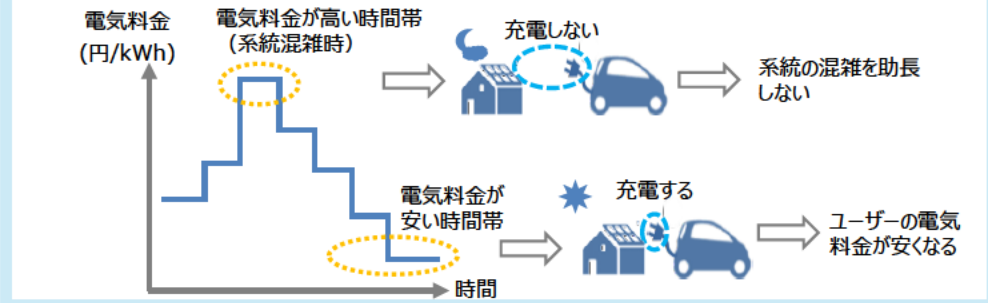 電気料金
(円/kWh)
電気料金が高い時間帯
（系統混雑時）
充電しない
系統の混雑を助長
しない
電気料金が
安い時間帯
充電する
ユーザーの電気
料金が安くなる
時間